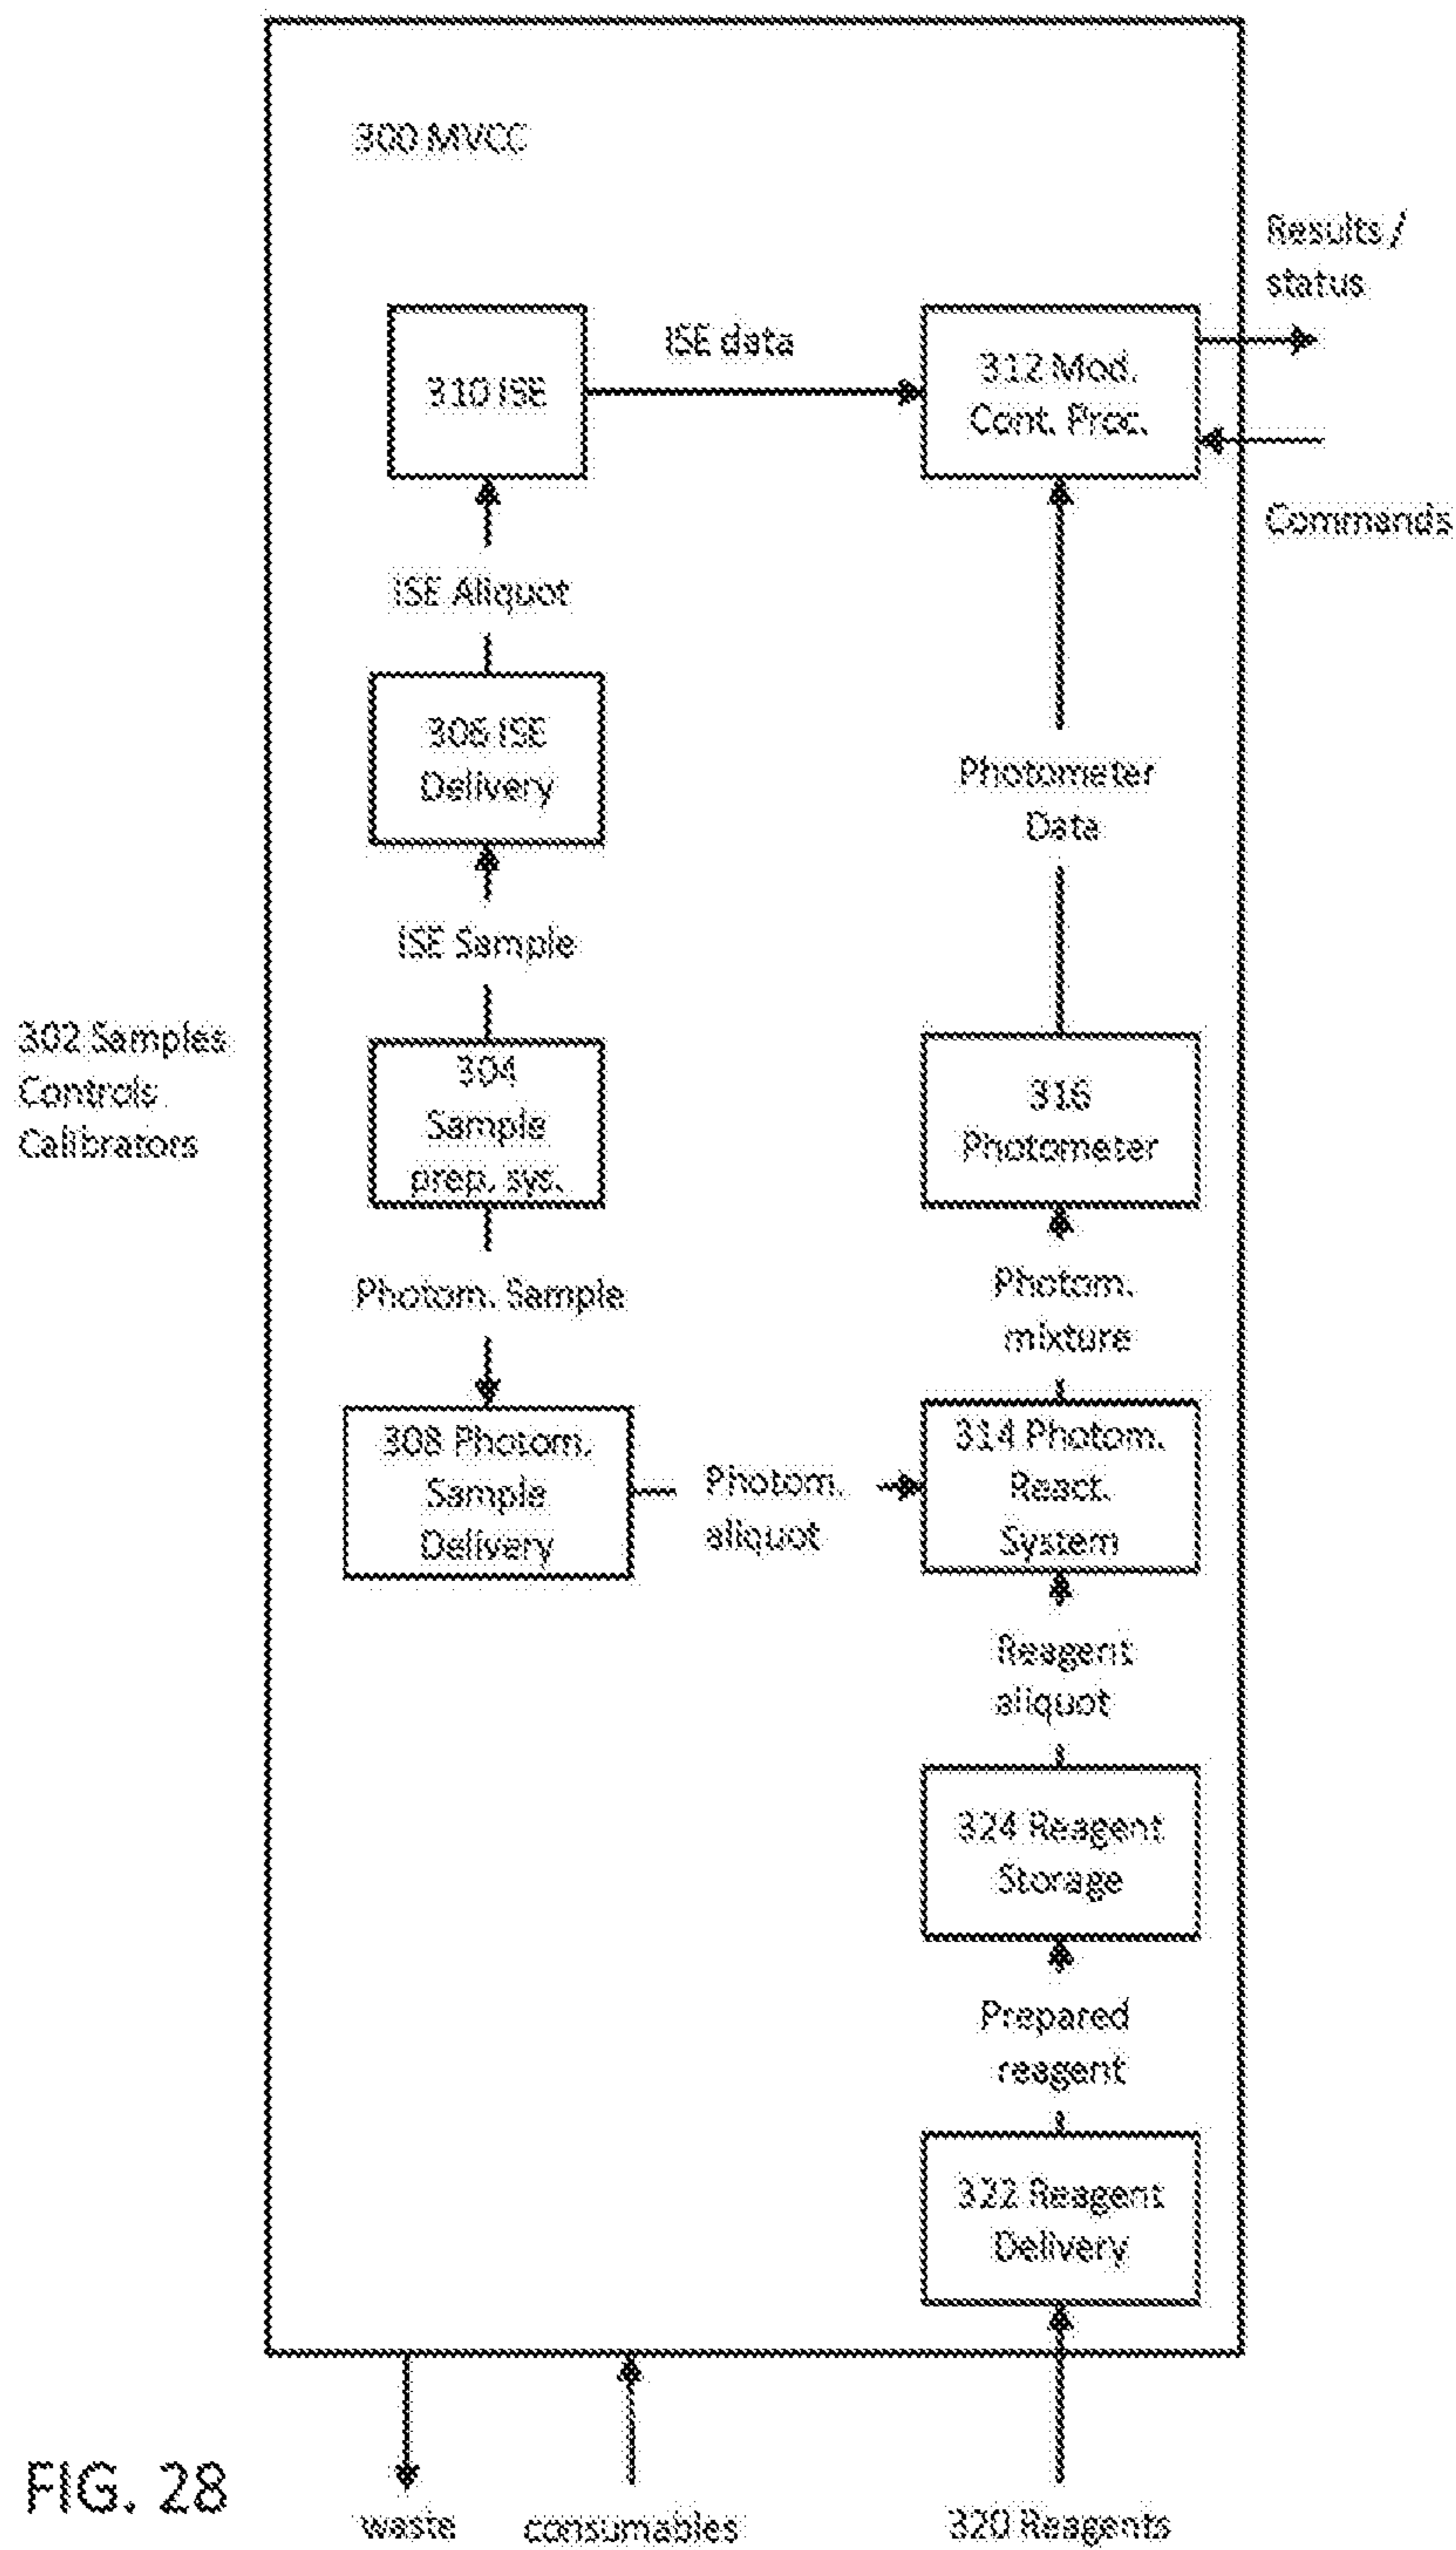 300 MVCC
Results /
status
310 ISE
ISE data
312 Mod.
Cont. Proc.
Commands
ISE Aliquot
306 ISE
Delivery
Photometer
Data
ISE Sample
302 Samples
Controls
Calibrators
304
Sample
prep. sys.
316
Photometer
Photom. Sample
Photom.
mixture
308 Photom.
Sample
Delivery
Photom.
aliquot
314 Photom.
React.
System
Reagent
aliquot
324 Reagent
Storage
Prepared
reagent
322 Reagent
Delivery
FIG. 28
waste
consumables
320 Reagents